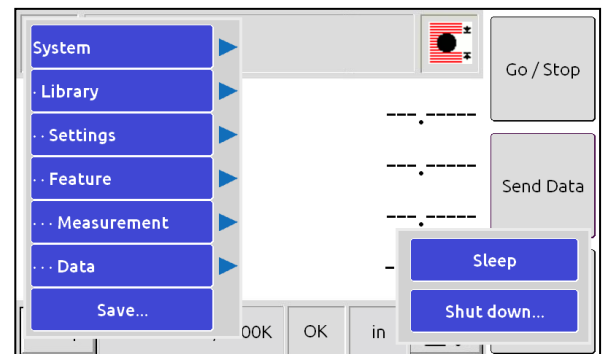 System
· Library
· · Settings
· · Feature
· · · Measurement
· · · Data
Save...
Go / Stop
Send Data
---.-----
---.-----
---.-----
Sleep
Shut down...
00K
OK
in